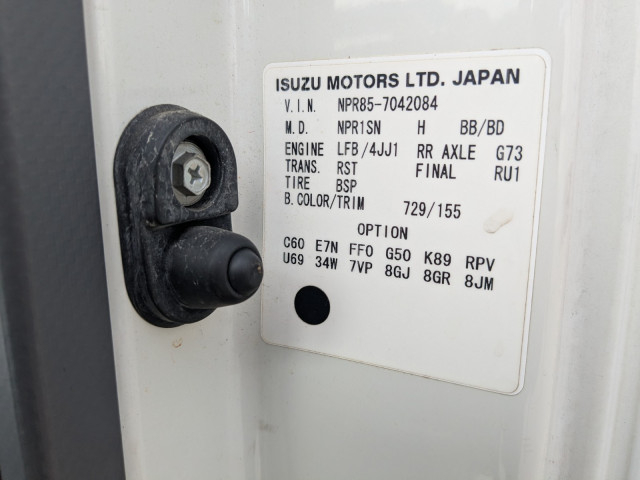 ISUZU MOTORS LTD. JAPAN
V.I.N. NPR85-7042084
M.D. NPR1SN H BB/BD
ENGINE LFB/4JJ1 RR AXLE G73
TRANS. RST FINAL RU1
TIRE BSP
B.COLOR/TRIM 729/155
OPTION
C60 E7N FF0 G50 K89 RPV
U69 34W 7VP 8GJ 8GR 8JM